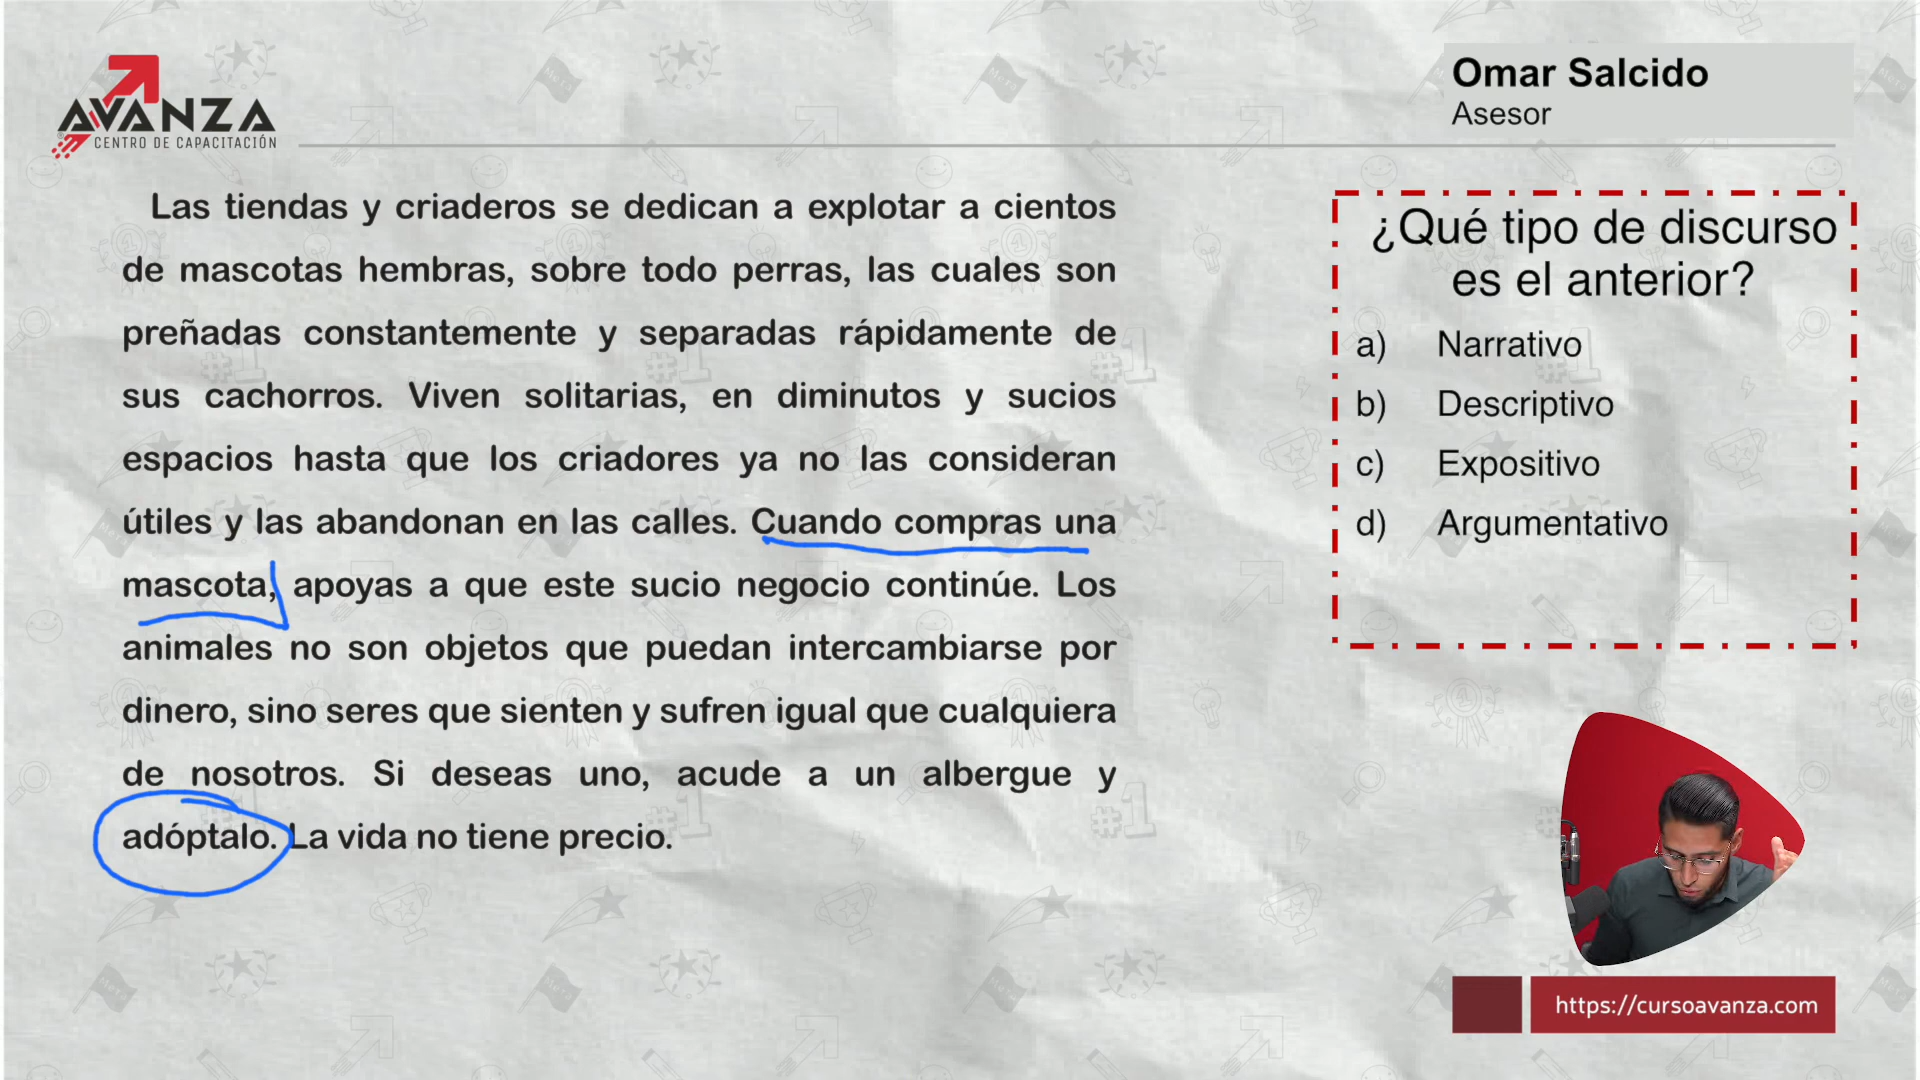 AVANZA
CENTRO DE CAPACITACIÓN
Omar Salcido
Asesor
Las tiendas y criaderos se dedican a explotar a cientos
de mascotas hembras, sobre todo perras, las cuales son
preñadas constantemente y separadas rápidamente de
sus cachorros. Viven solitarias, en diminutos y sucios
espacios hasta que los criadores ya no las consideran
útiles y las abandonan en las calles. Cuando compras una
mascota, apoyas a que este sucio negocio continúe. Los
animales no son objetos que puedan intercambiarse por
dinero, sino seres que sienten y sufren igual que cualquiera
de nosotros. Si deseas uno, acude a un albergue y
adóptalo. La vida no tiene precio.
¿Qué tipo de discurso
es el anterior?
a) Narrativo
b) Descriptivo
c) Expositivo
d) Argumentativo
https://cursoavanza.com